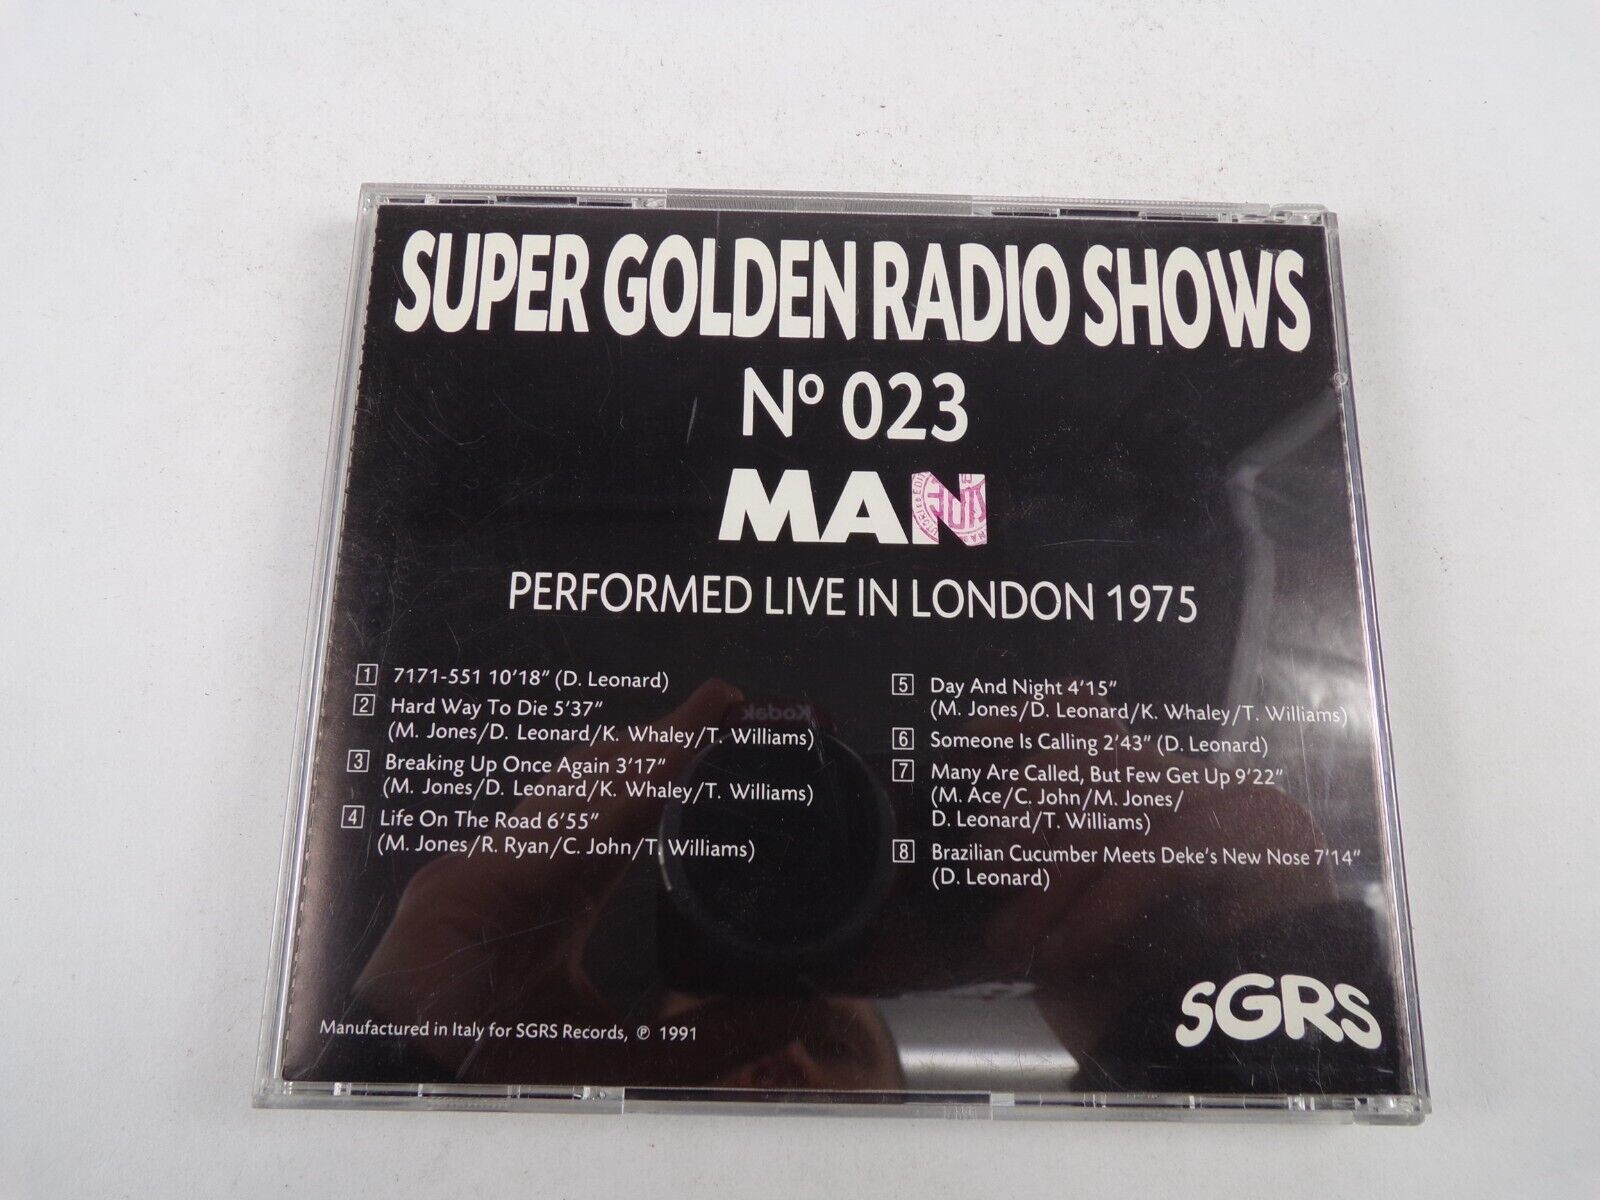 SUPER GOLDEN RADIO SHOWS
Nº 023
MAN
PERFORMED LIVE IN LONDON 1975
1 7171-551 10'18" (D. Leonard)
2 Hard Way To Die 5'37"
(M. Jones/D. Leonard/K. Whaley/T. Williams)
3 Breaking Up Once Again 3'17"
(M. Jones/D. Leonard/K. Whaley/T. Williams)
4 Life On The Road 6'55"
(M. Jones/R. Ryan/C. John/T. Williams)
5 Day And Night 4'15"
(M. Jones/D. Leonard/K. Whaley/T. Williams)
6 Someone Is Calling 2'43" (D. Leonard)
7 Many Are Called, But Few Get Up 9'22"
(M. Ace/C. John/M. Jones/
D. Leonard/T. Williams)
8 Brazilian Cucumber Meets Deke's New Nose 7'14"
(D. Leonard)
Manufactured in Italy for SGRS Records, ℗ 1991
SGRS
Kodak